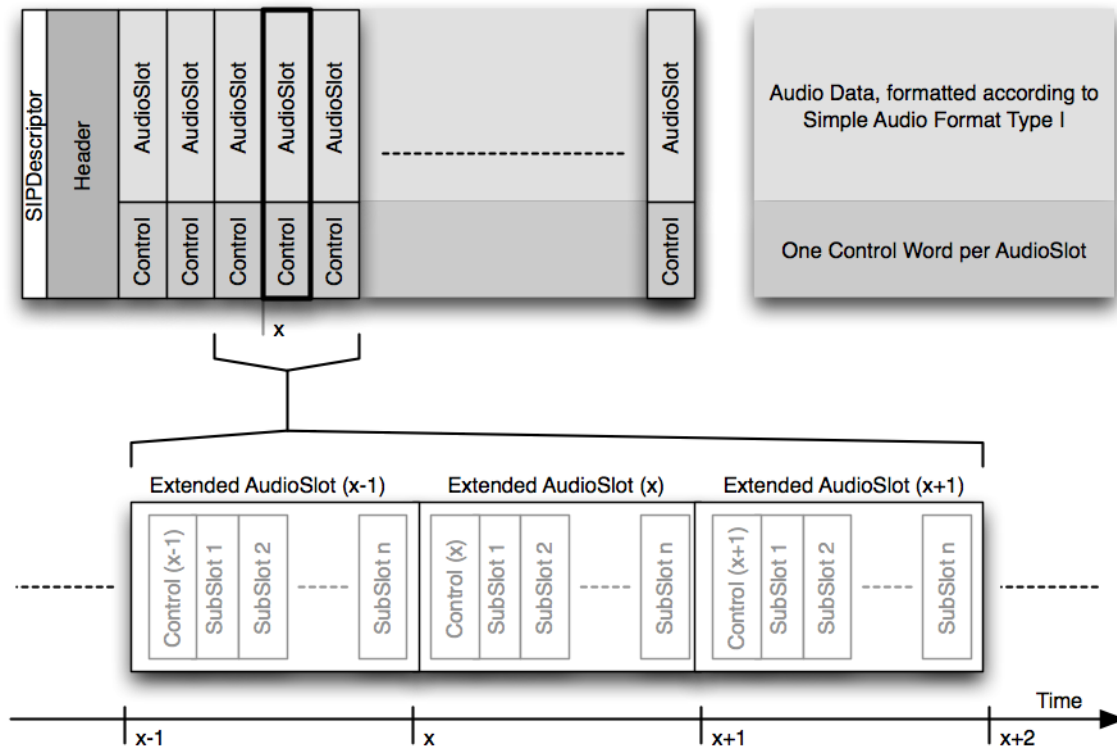 SIPDescriptor
Header
AudioSlot
AudioSlot
AudioSlot
AudioSlot
AudioSlot
AudioSlot
Control
Control
Control
Control
Control
Control
Audio Data, formatted according to
Simple Audio Format Type I
One Control Word per AudioSlot
x
Extended AudioSlot (x-1)
Extended AudioSlot (x)
Extended AudioSlot (x+1)
Control (x-1)
SubSlot 1
SubSlot 2
SubSlot n
Control (x)
SubSlot 1
SubSlot 2
SubSlot n
Control (x+1)
SubSlot 1
SubSlot 2
SubSlot n
Time
x-1
x
x+1
x+2